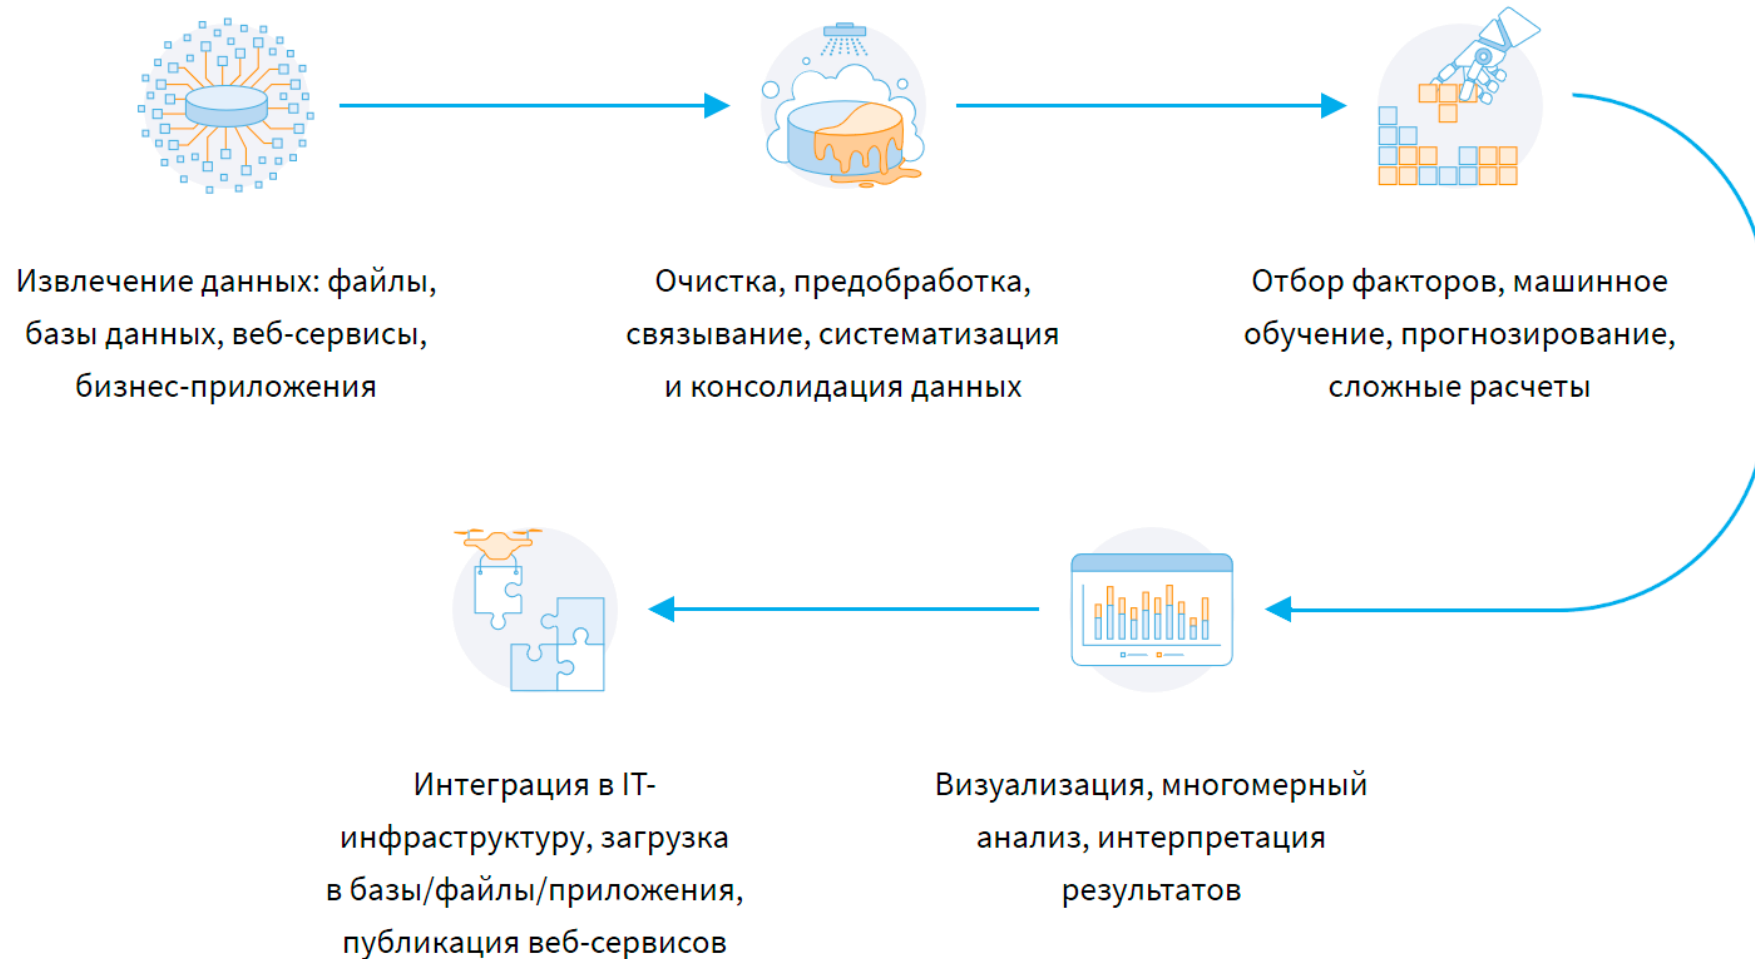 Извлечение данных: файлы,
базы данных, веб-сервисы,
бизнес-приложения
Очистка, предобработка,
связывание, систематизация
и консолидация данных
Отбор факторов, машинное
обучение, прогнозирование,
сложные расчеты
Интеграция в IT-
инфраструктуру, загрузка
в базы/файлы/приложения,
публикация веб-сервисов
Визуализация, многомерный
анализ, интерпретация
результатов